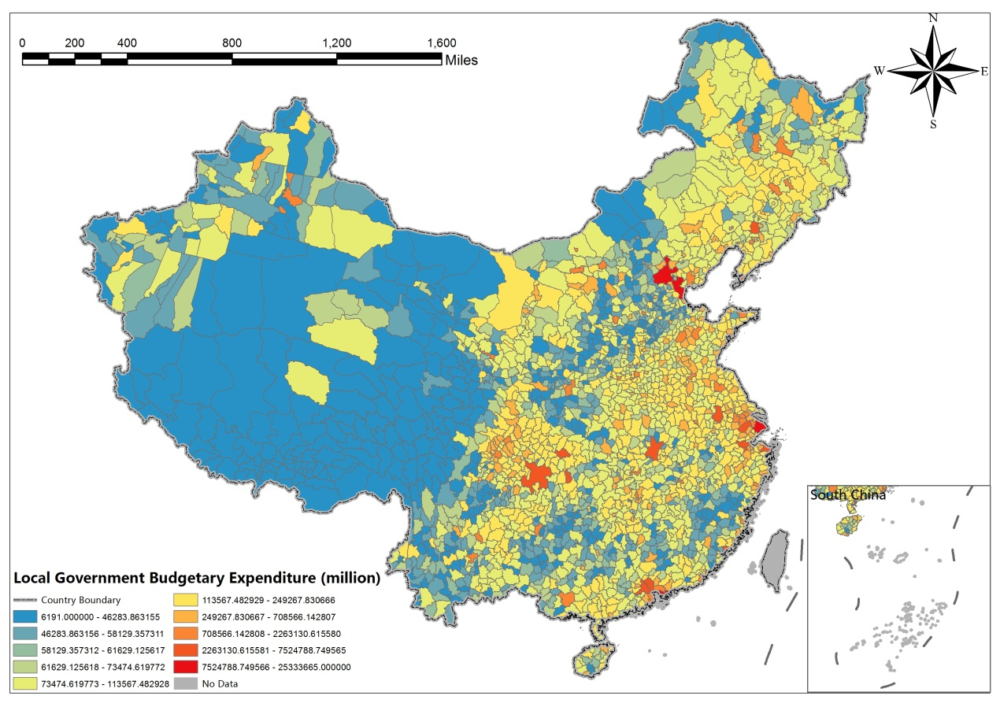 0 200 400 800 1,200 1,600
Miles
N
W E
S
South China
Local Government Budgetary Expenditure (million)
Country Boundary
6191.000000 - 46283.863155
46283.863156 - 58129.357311
58129.357312 - 61629.125617
61629.125618 - 73474.619772
73474.619773 - 113567.482928
113567.482929 - 249267.830666
249267.830667 - 708566.142807
708566.142808 - 2263130.615580
2263130.615581 - 7524788.749565
7524788.749566 - 25333665.000000
No Data